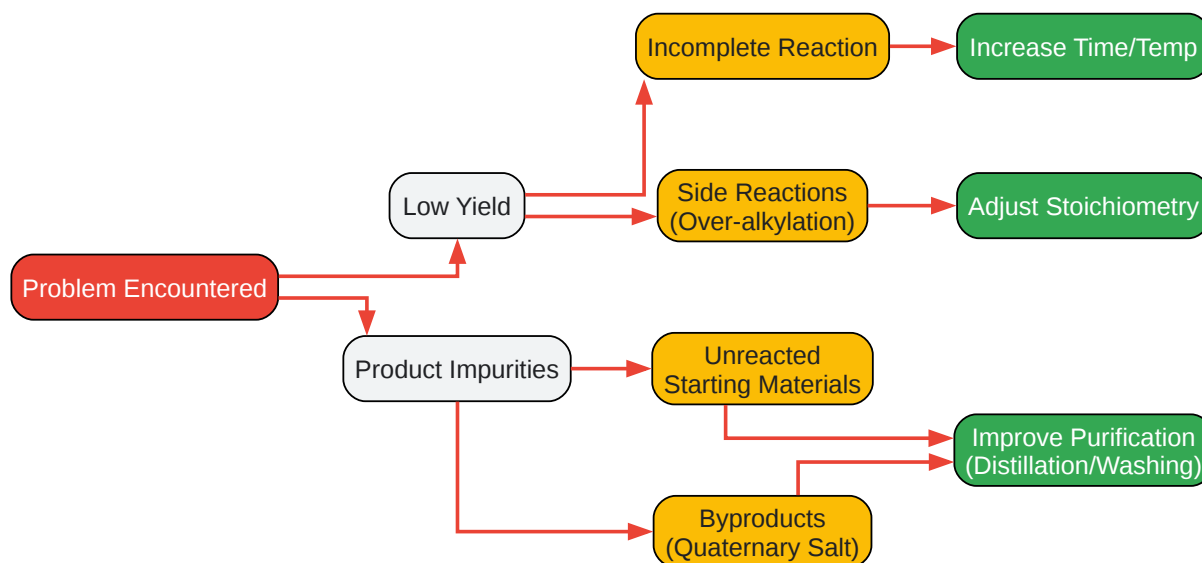 Incomplete Reaction
Increase Time/Temp
Low Yield
Side Reactions
(Over-alkylation)
Adjust Stoichiometry
Problem Encountered
Product Impurities
Unreacted
Starting Materials
Improve Purification
(Distillation/Washing)
Byproducts
(Quaternary Salt)